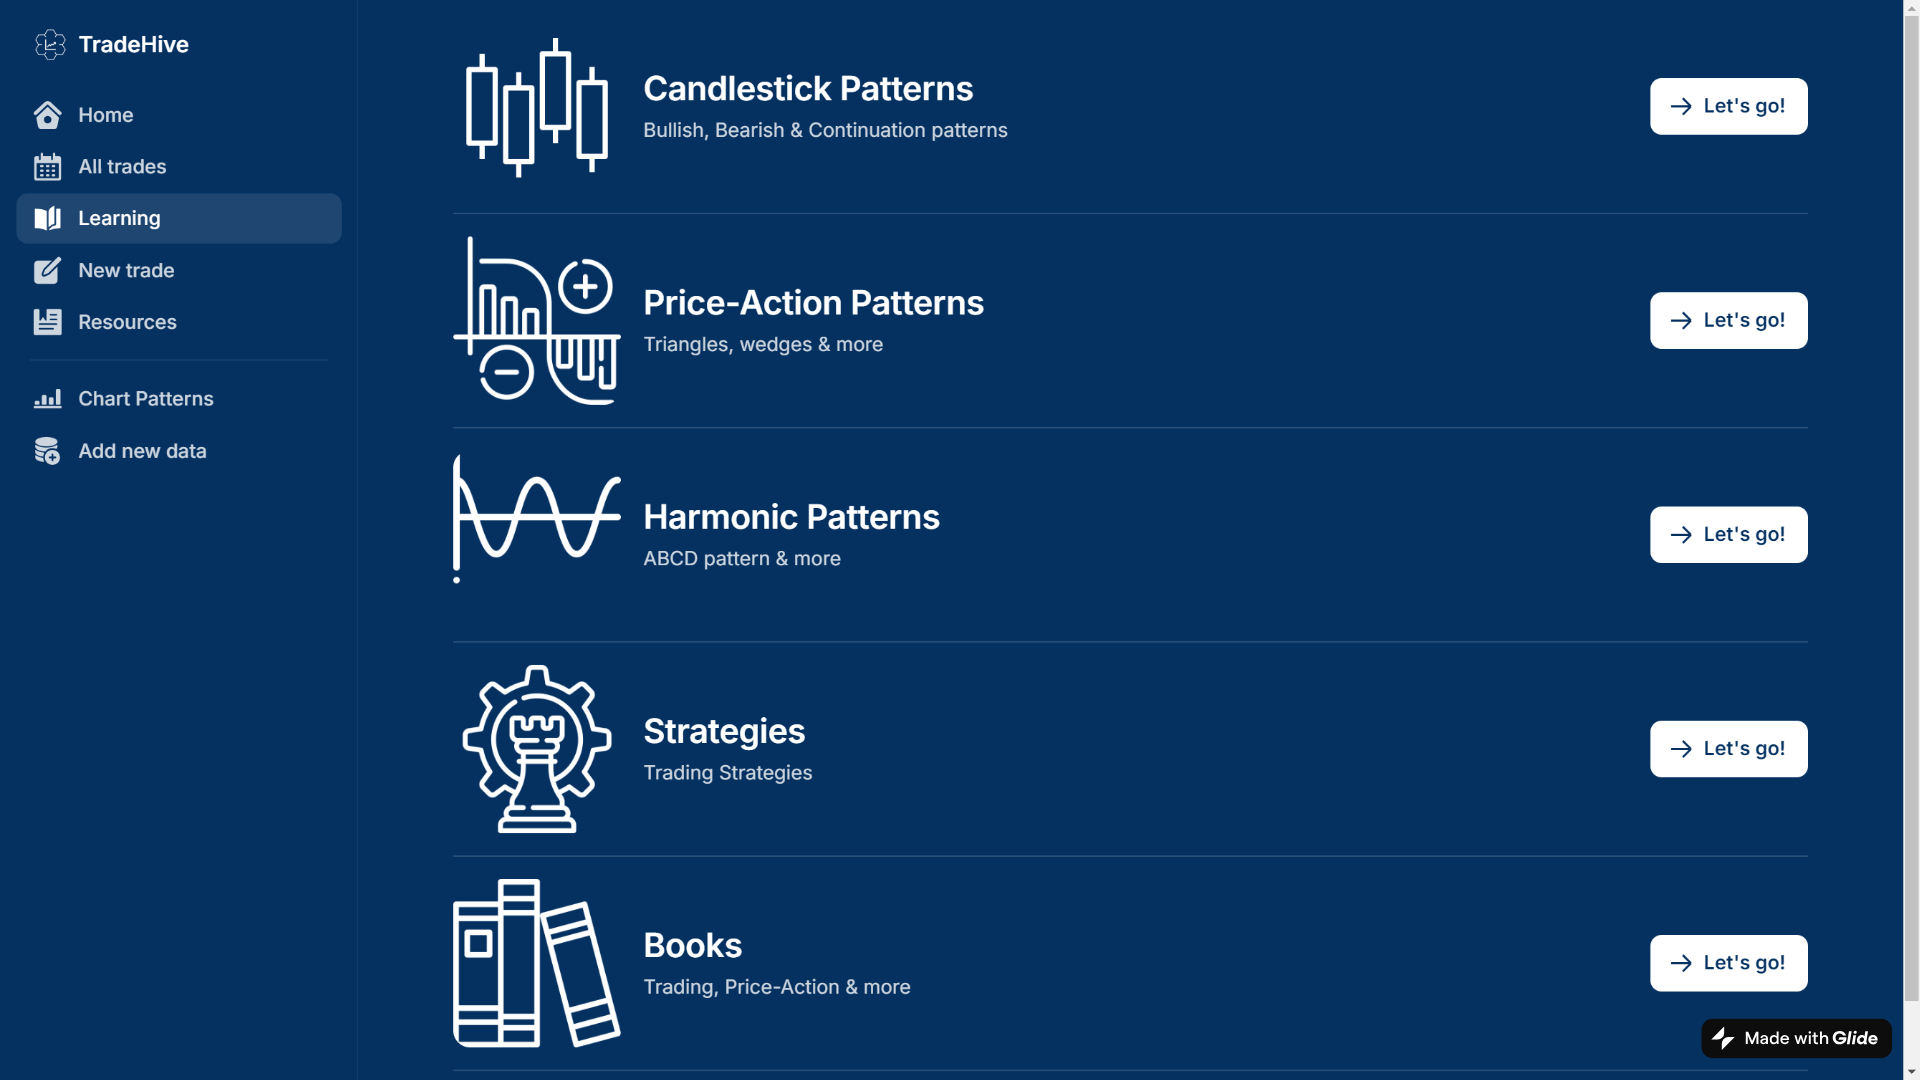 TradeHive
Home
All trades
Learning
New trade
Resources
Chart Patterns
Add new data
Candlestick Patterns
Bullish, Bearish & Continuation patterns
Let's go!
Price-Action Patterns
Triangles, wedges & more
Let's go!
Harmonic Patterns
ABCD pattern & more
Let's go!
Strategies
Trading Strategies
Let's go!
Books
Trading, Price-Action & more
Let's go!
Made with Glide